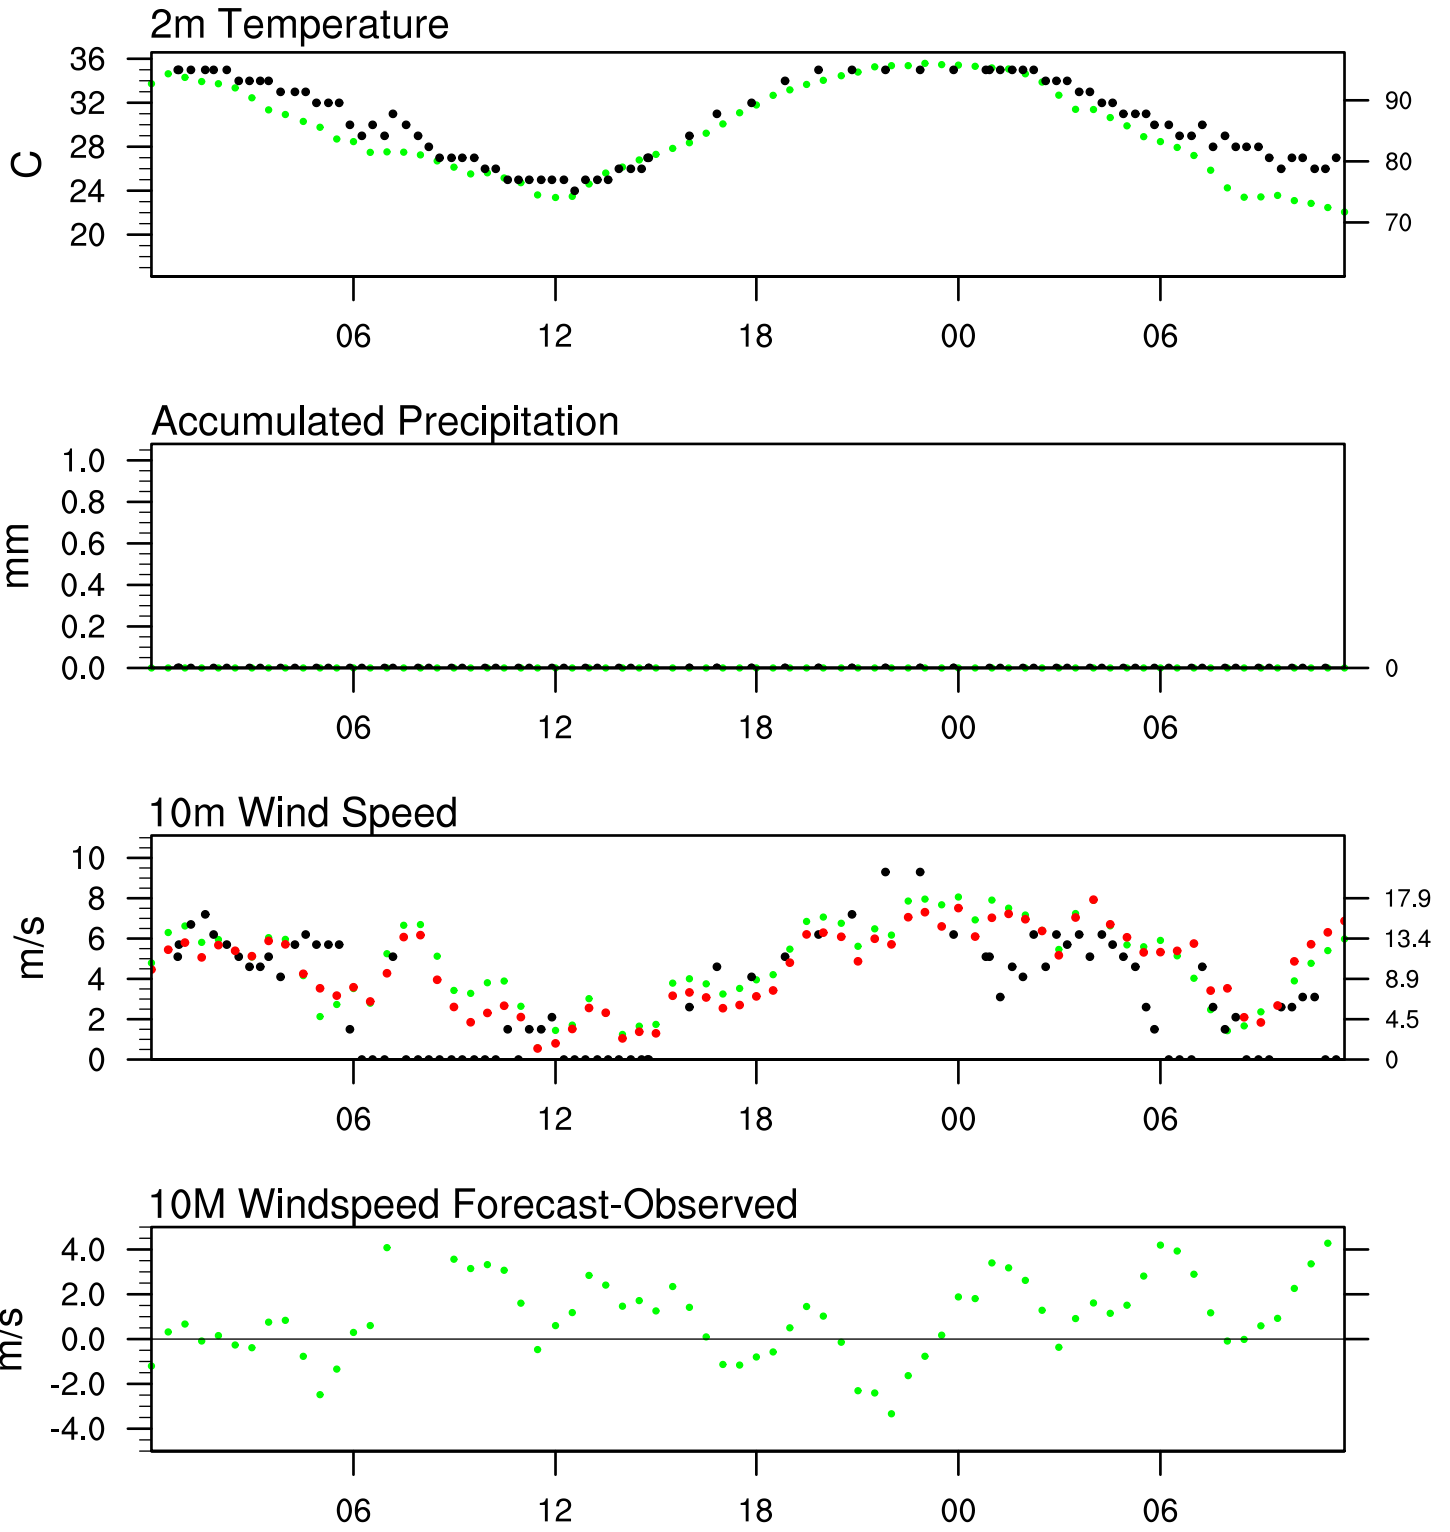 2m Temperature
36
32
28
24
20
C
90
80
70
06 12 18 00 06
Accumulated Precipitation
1.0
0.8
0.6
0.4
0.2
0.0
mm
0
06 12 18 00 06
10m Wind Speed
10
8
6
4
2
0
m/s
17.9
13.4
8.9
4.5
0
06 12 18 00 06
10M Windspeed Forecast-Observed
4.0
2.0
0.0
-2.0
-4.0
m/s
06 12 18 00 06